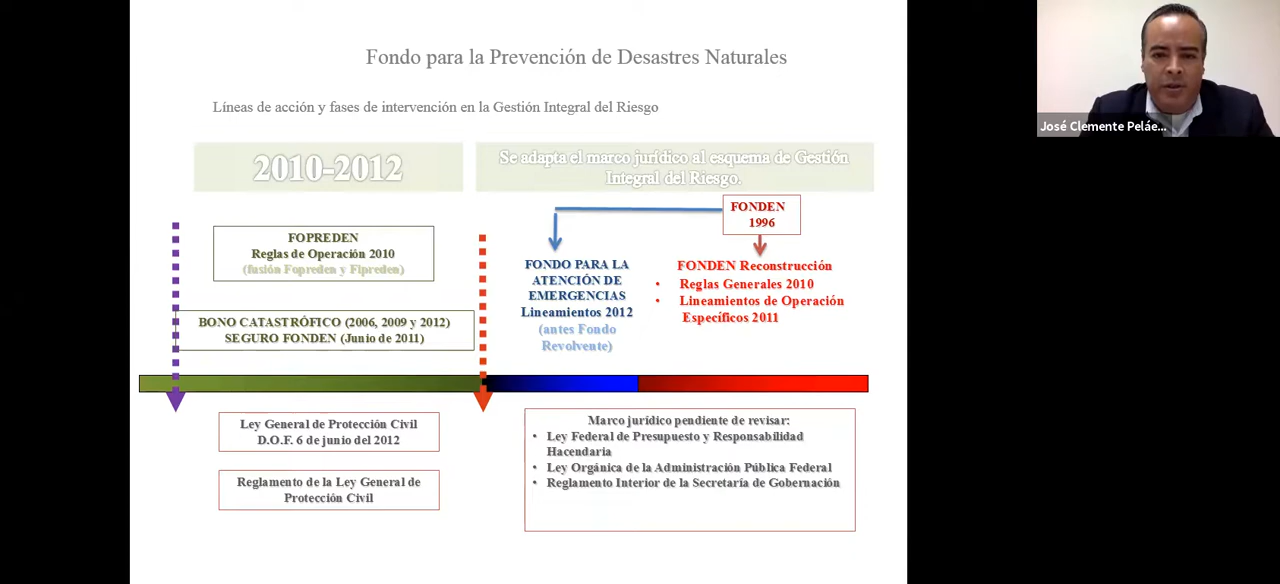 Fondo para la Prevención de Desastres Naturales
Líneas de acción y fases de intervención en la Gestión Integral del Riesgo
2010-2012
Se adapta el marco jurídico al esquema de Gestión
Integral del Riesgo.
FOPREDEN
Reglas de Operación 2010
(fusión Fopreden y Fipreden)
BONO CATASTRÓFICO (2006, 2009 y 2012)
SEGURO FONDEN (Junio de 2011)
FONDEN
1996
FONDO PARA LA
ATENCIÓN DE
EMERGENCIAS
Lineamientos 2012
(antes Fondo
Revolvente)
FONDEN Reconstrucción
• Reglas Generales 2010
• Lineamientos de Operación
Específicos 2011
Ley General de Protección Civil
D.O.F. 6 de junio del 2012
Reglamento de la Ley General de
Protección Civil
Marco jurídico pendiente de revisar:
• Ley Federal de Presupuesto y Responsabilidad
Hacendaria
• Ley Orgánica de la Administración Pública Federal
• Reglamento Interior de la Secretaría de Gobernación
José Clemente Peláe...